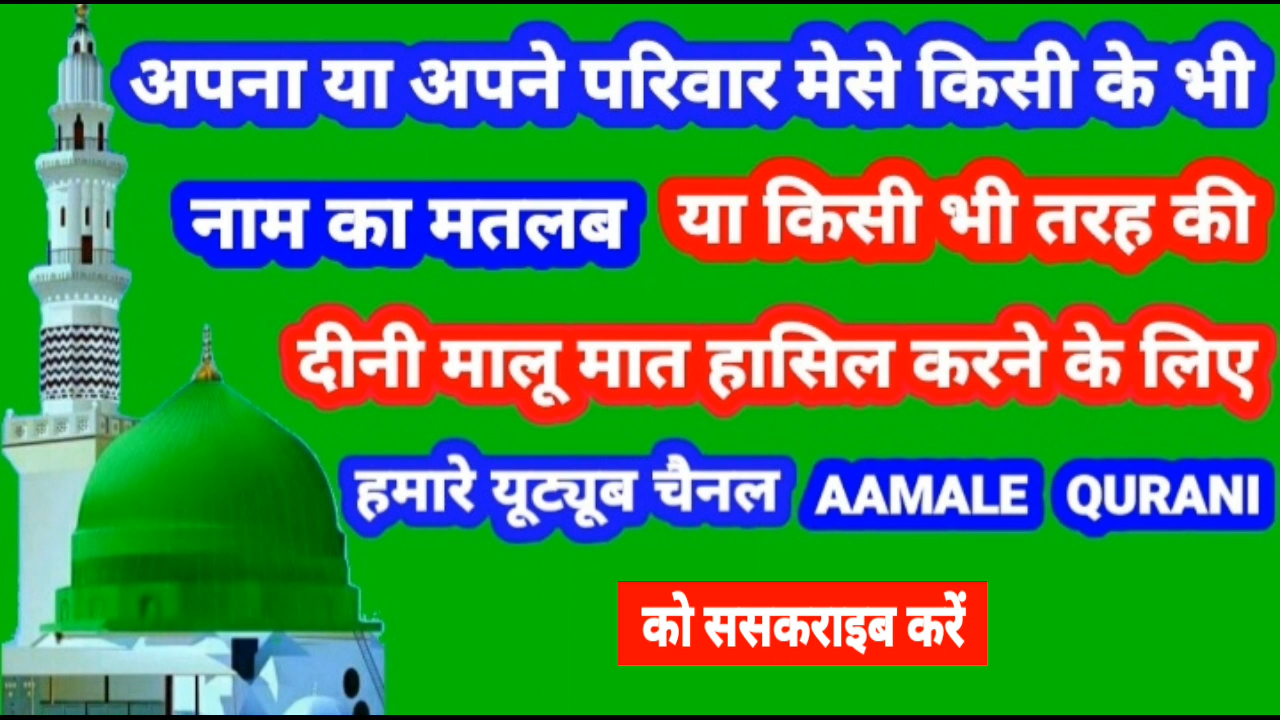 अपना या अपने परिवार मेसे किसी के भी
नाम का मतलब या किसी भी तरह की
दीनी मालू मात हासिल करने के लिए
हमारे यूट्यूब चैनल AAMALE QURANI
को ससकराइब करें